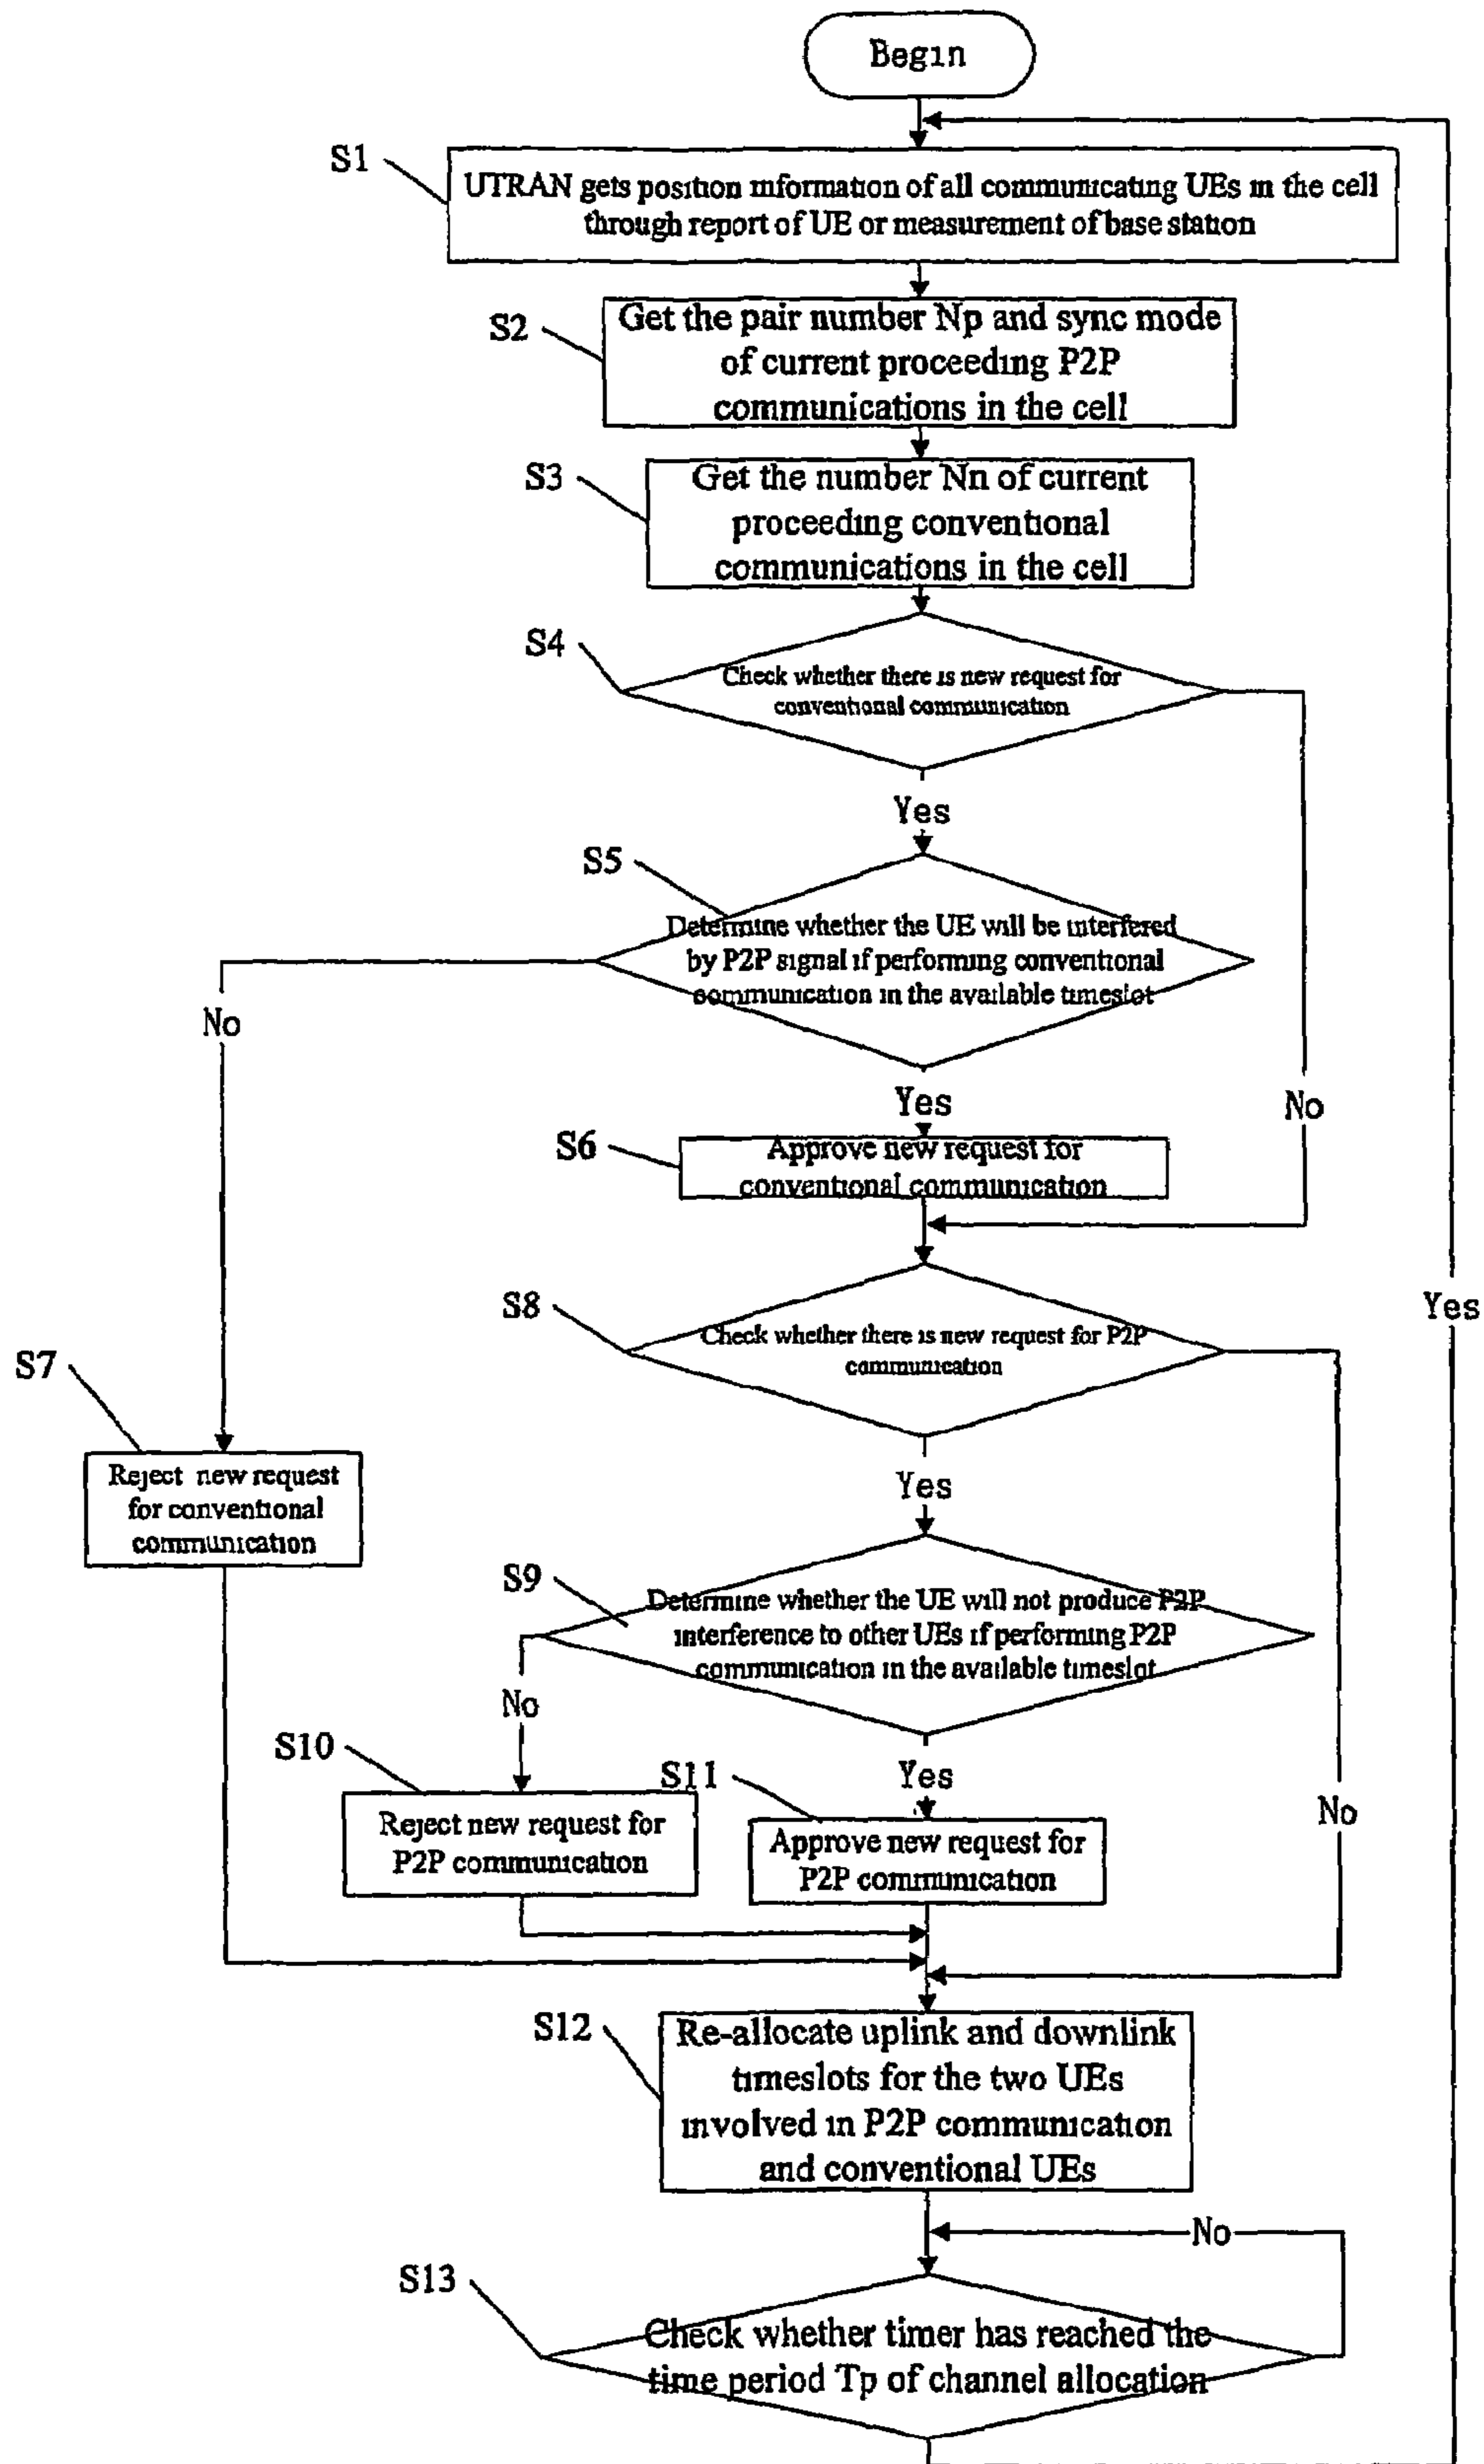 Begin
S1
UTRAN gets position information of all communicating UEs in the cell
through report of UE or measurement of base station
S2
Get the pair number Np and sync mode
of current proceeding P2P
communications in the cell
S3
Get the number Nn of current
proceeding conventional
communications in the cell
S4
Check whether there is new request for
conventional communication
Yes
S5
Determine whether the UE will be interfered
by P2P signal if performing conventional
communication in the available timeslot
No
Yes
No
S6
Approve new request for
conventional communication
S8
Check whether there is new request for P2P
communication
Yes
S7
Reject new request
for conventional
communication
Yes
S9
Determine whether the UE will not produce P2P
interference to other UEs if performing P2P
communication in the available timeslot
No
S10
S11
Yes
No
Reject new request for
P2P communication
Approve new request for
P2P communication
S12
Re-allocate uplink and downlink
timeslots for the two UEs
involved in P2P communication
and conventional UEs
No
S13
Check whether timer has reached the
time period Tp of channel allocation